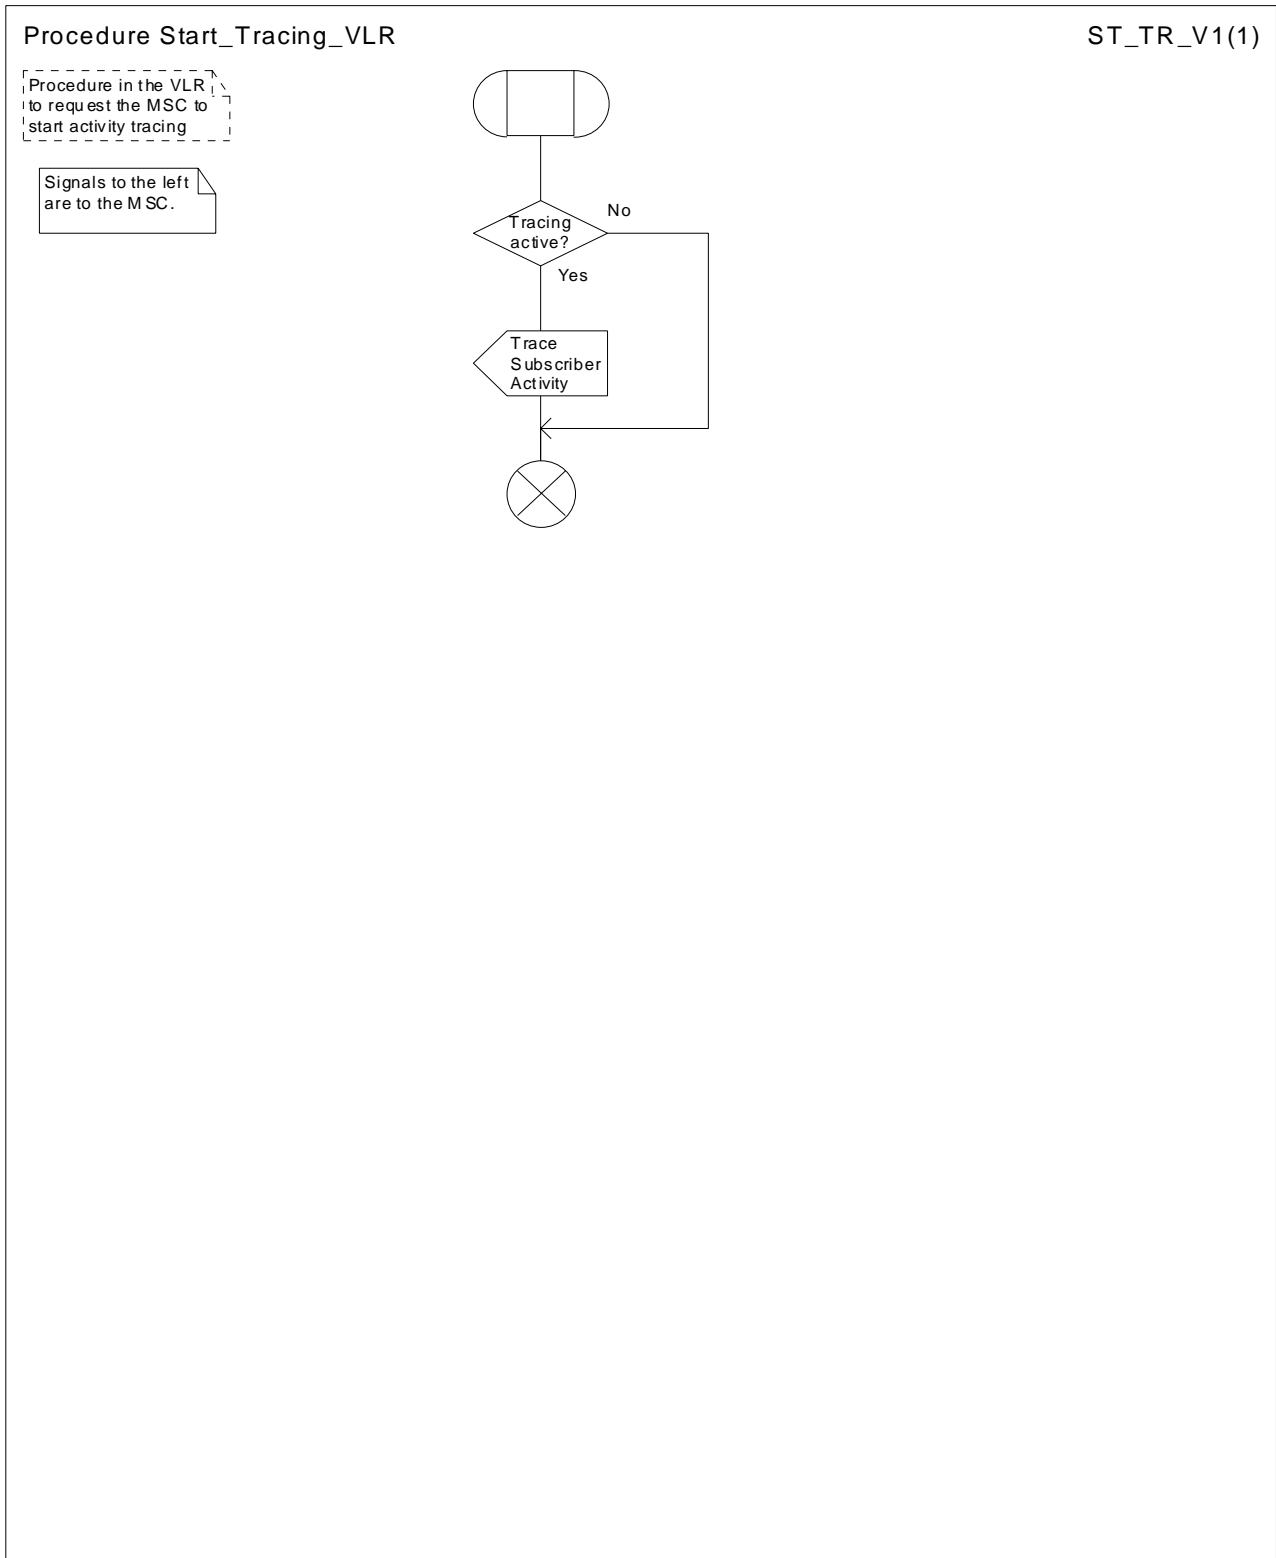 Procedure Start_Tracing_VLR
ST_TR_V1(1)
Procedure in the VLR
to request the MSC to
start activity tracing
Signals to the left
are to the MSC.
Tracing
active?
No
Yes
Trace
Subscriber
Activity